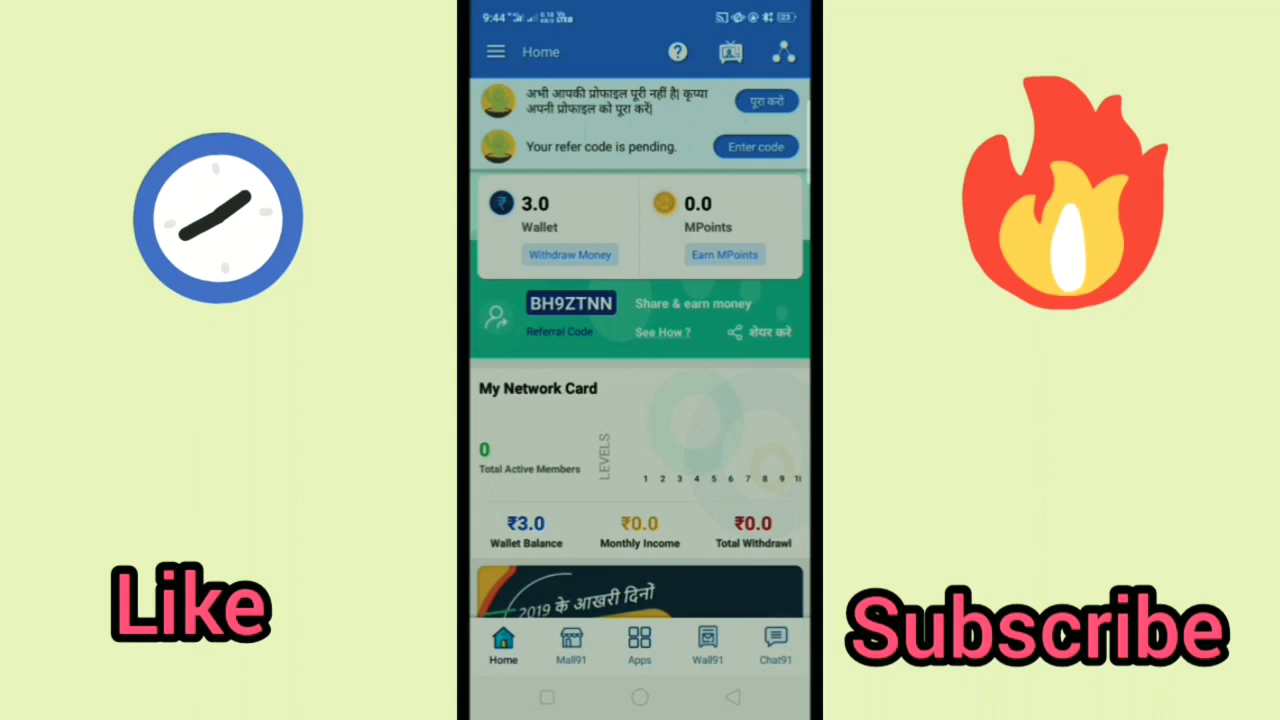 9:44
23
Home
अभी आपकी प्रोफाइल पूरी नहीं है| कृप्या
अपनी प्रोफाइल को पूरा करें|
पूरा करो
Your refer code is pending.
Enter code
3.0
Wallet
Withdraw Money
0.0
MPoints
Earn MPoints
BH9ZTNN
Referral Code
Share & earn money
See How ?
शेयर करे
My Network Card
0
Total Active Members
LEVELS
1 2 3 4 5 6 7 8 9
₹3.0
Wallet Balance
₹0.0
Monthly Income
₹0.0
Total Withdrawl
2019 के आखरी दिनों
Home
Mall91
Apps
Wall91
Chat91
Like
Subscribe